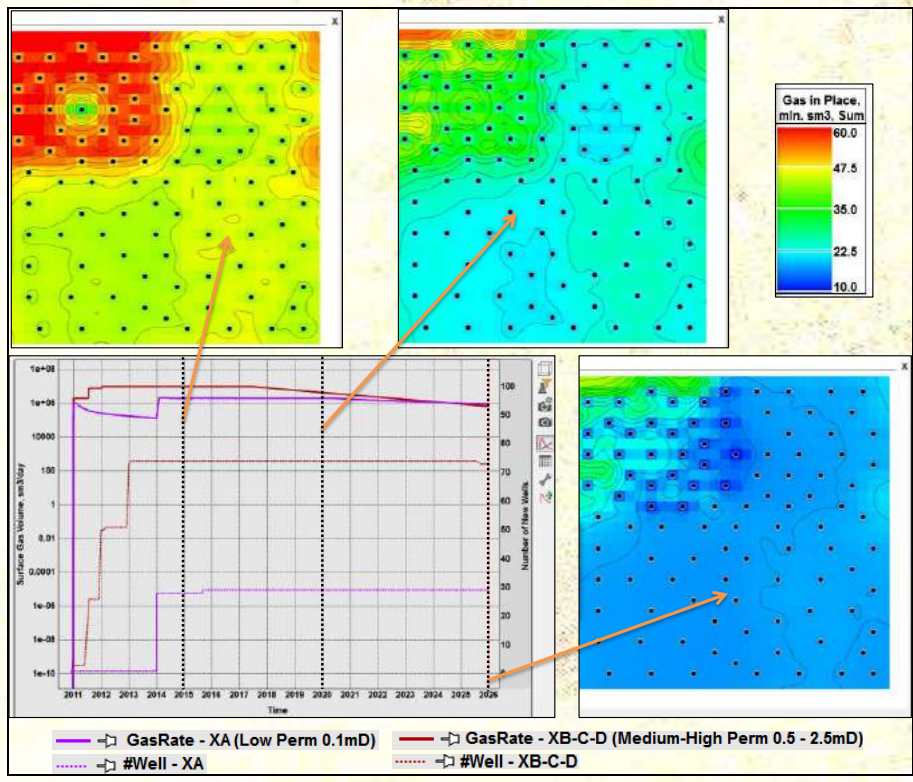 X
X
Gas in Place,
min. sm3, Sum
60.0
47.5
35.0
22.5
10.0
X
1e+08
1e+06
10000
100
1
0.01
0.0001
1e-06
1e-08
1e-10
Surface Gas Volume, sm3/day
100
90
80
70
60
50
40
30
20
10
0
Number of New Wells
2011 2012 2013 2014 2015 2016 2017 2018 2019 2020 2021 2022 2023 2024 2025 2026
Time
GasRate - XA (Low Perm 0.1mD)
GasRate - XB-C-D (Medium-High Perm 0.5 - 2.5mD)
#Well - XA
#Well - XB-C-D